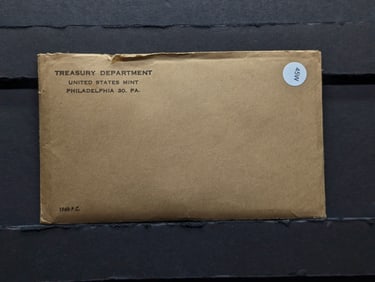 TREASURY DEPARTMENT
UNITED STATES MINT
PHILADELPHIA 30, PA.
45W
P.C.